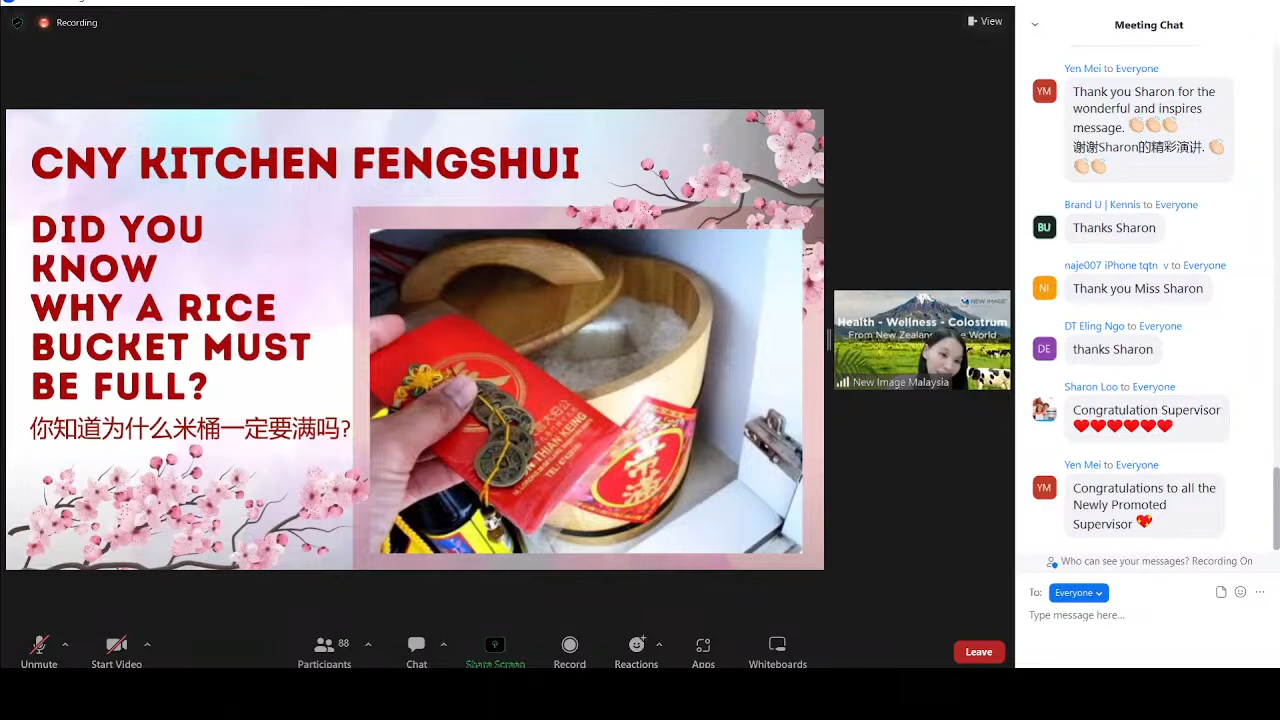 Recording
View
CNY KITCHEN FENGSHUI
DID YOU
KNOW
WHY A RICE
BUCKET MUST
BE FULL?
你知道为什么米桶一定要满吗?
常满
NEW IMAGE
Health - Wellness - Colostrum
New Image Malaysia
Meeting Chat
Yen Mei to Everyone
YM
Thank you Sharon for the
wonderful and inspires
message. 👏👏👏
谢谢Sharon的精彩演讲. 👏
👏👏
Brand U | Kennis to Everyone
BU
Thanks Sharon
naje007 iPhone tqtn v to Everyone
NI
Thank you Miss Sharon
DT Eling Ngo to Everyone
DE
thanks Sharon
Sharon Loo to Everyone
Congratulation Supervisor
❤❤❤❤❤❤
Yen Mei to Everyone
YM
Congratulations to all the
Newly Promoted
Supervisor 💖
Who can see your messages? Recording On
To: Everyone
Type message here...
Unmute
Start Video
88
Participants
Chat
Share Screen
Record
Reactions
Apps
Whiteboards
Leave